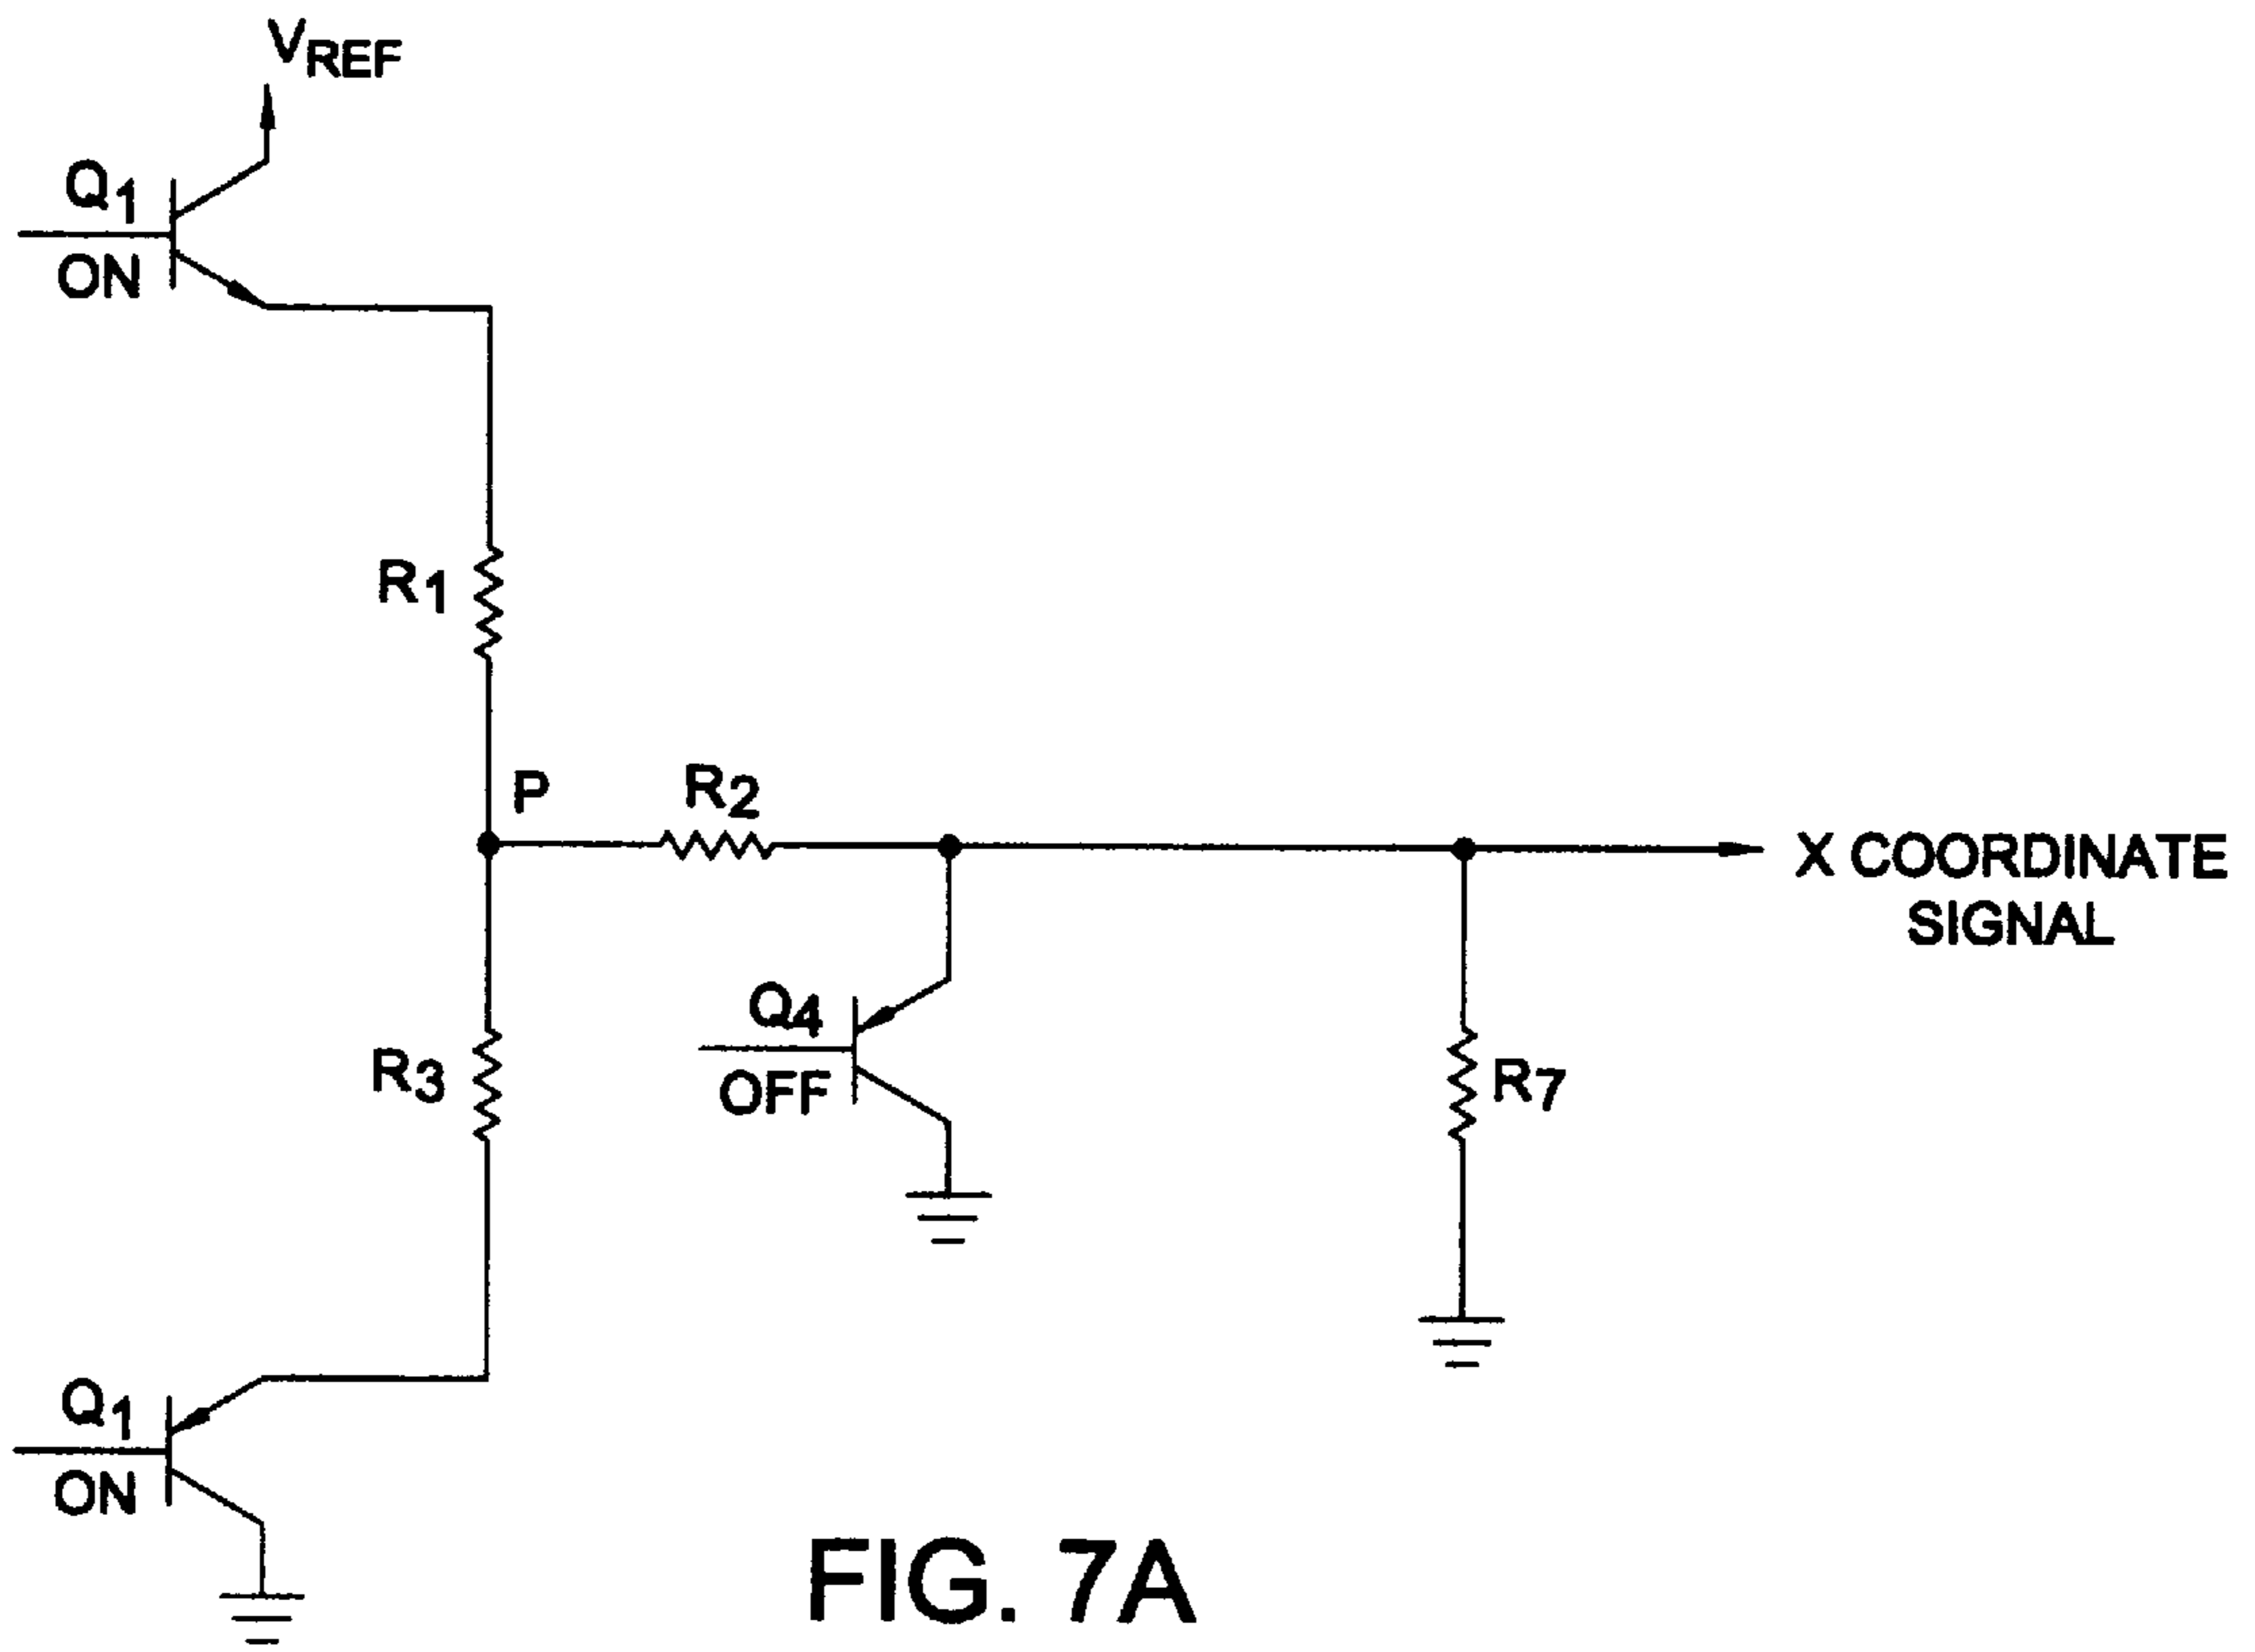 VREF
Q1
ON
R1
P
R2
X COORDINATE
SIGNAL
Q4
OFF
R3
R7
Q1
ON
FIG. 7A